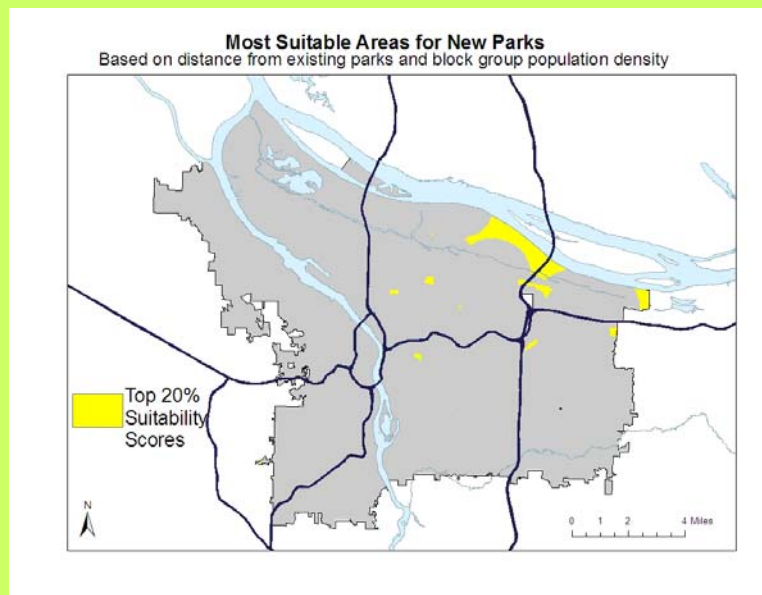 Most Suitable Areas for New Parks
Based on distance from existing parks and block group population density
Top 20%
Suitability
Scores
N
0 1 2 4 Miles